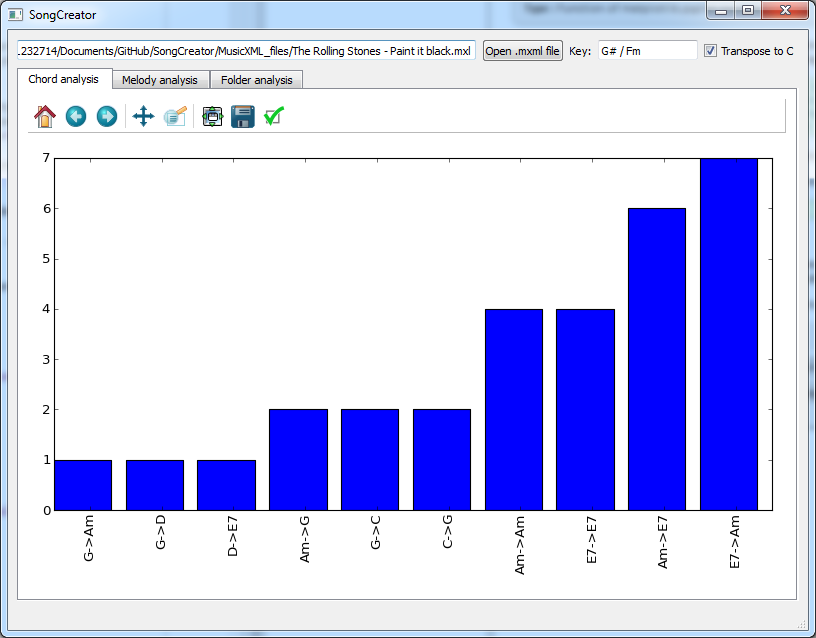 SongCreator
.232714/Documents/GitHub/SongCreator/MusicXML_files/The Rolling Stones - Paint it black.mxl Open .mxml file Key: G# / Fm Transpose to C
Chord analysis Melody analysis Folder analysis
7
6
5
4
3
2
1
0
G->Am G->D D->E7 Am->G G->C C->G Am->Am E7->E7 Am->E7 E7->Am